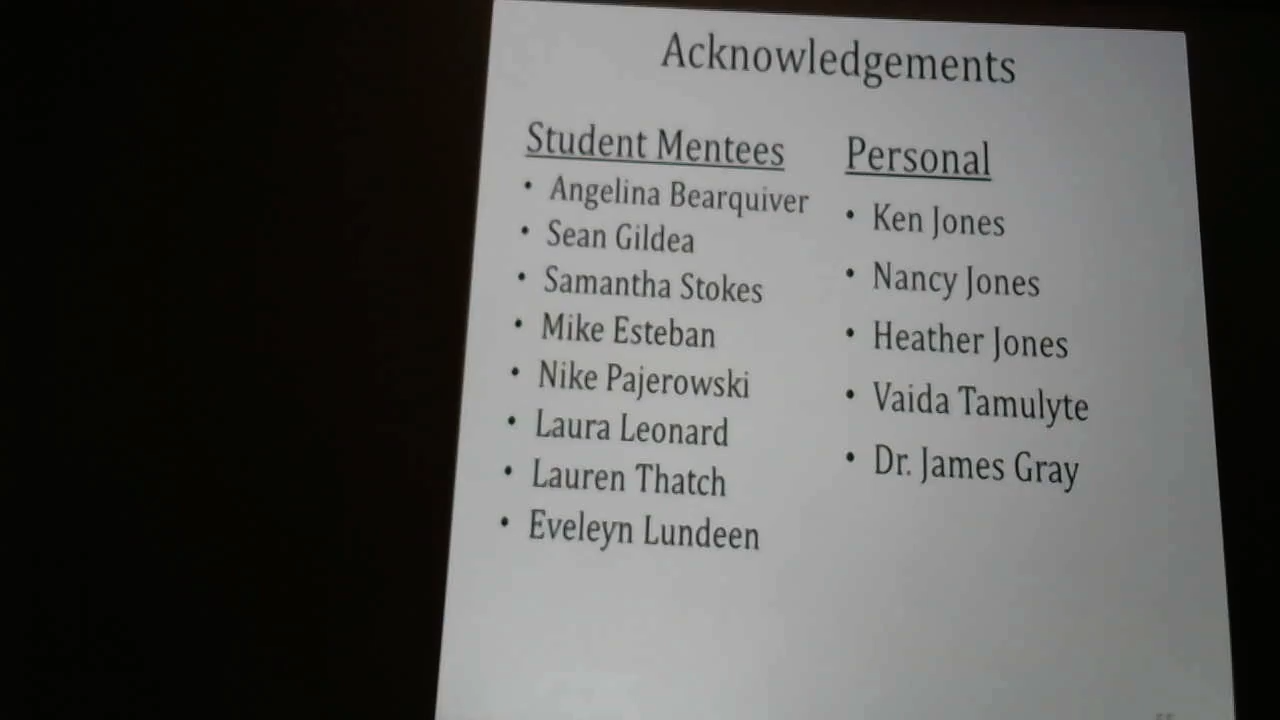 Acknowledgements
Student Mentees
• Angelina Bearquiver
• Sean Gildea
• Samantha Stokes
• Mike Esteban
• Nike Pajerowski
• Laura Leonard
• Lauren Thatch
• Eveleyn Lundeen
Personal
• Ken Jones
• Nancy Jones
• Heather Jones
• Vaida Tamulyte
• Dr. James Gray